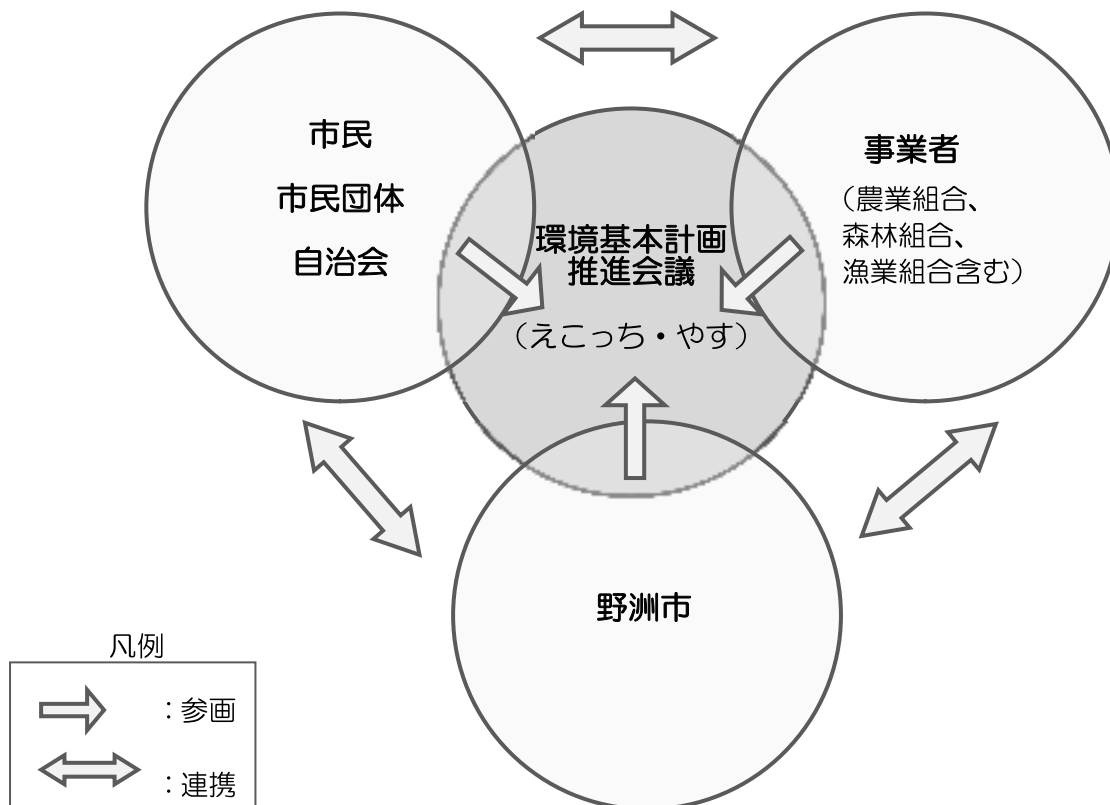 市民
市民団体
自治会
環境基本計画
推進会議
（えこっち・やす）
事業者
（農業組合、
森林組合、
漁業組合含む）
野洲市
凡例
：参画
：連携